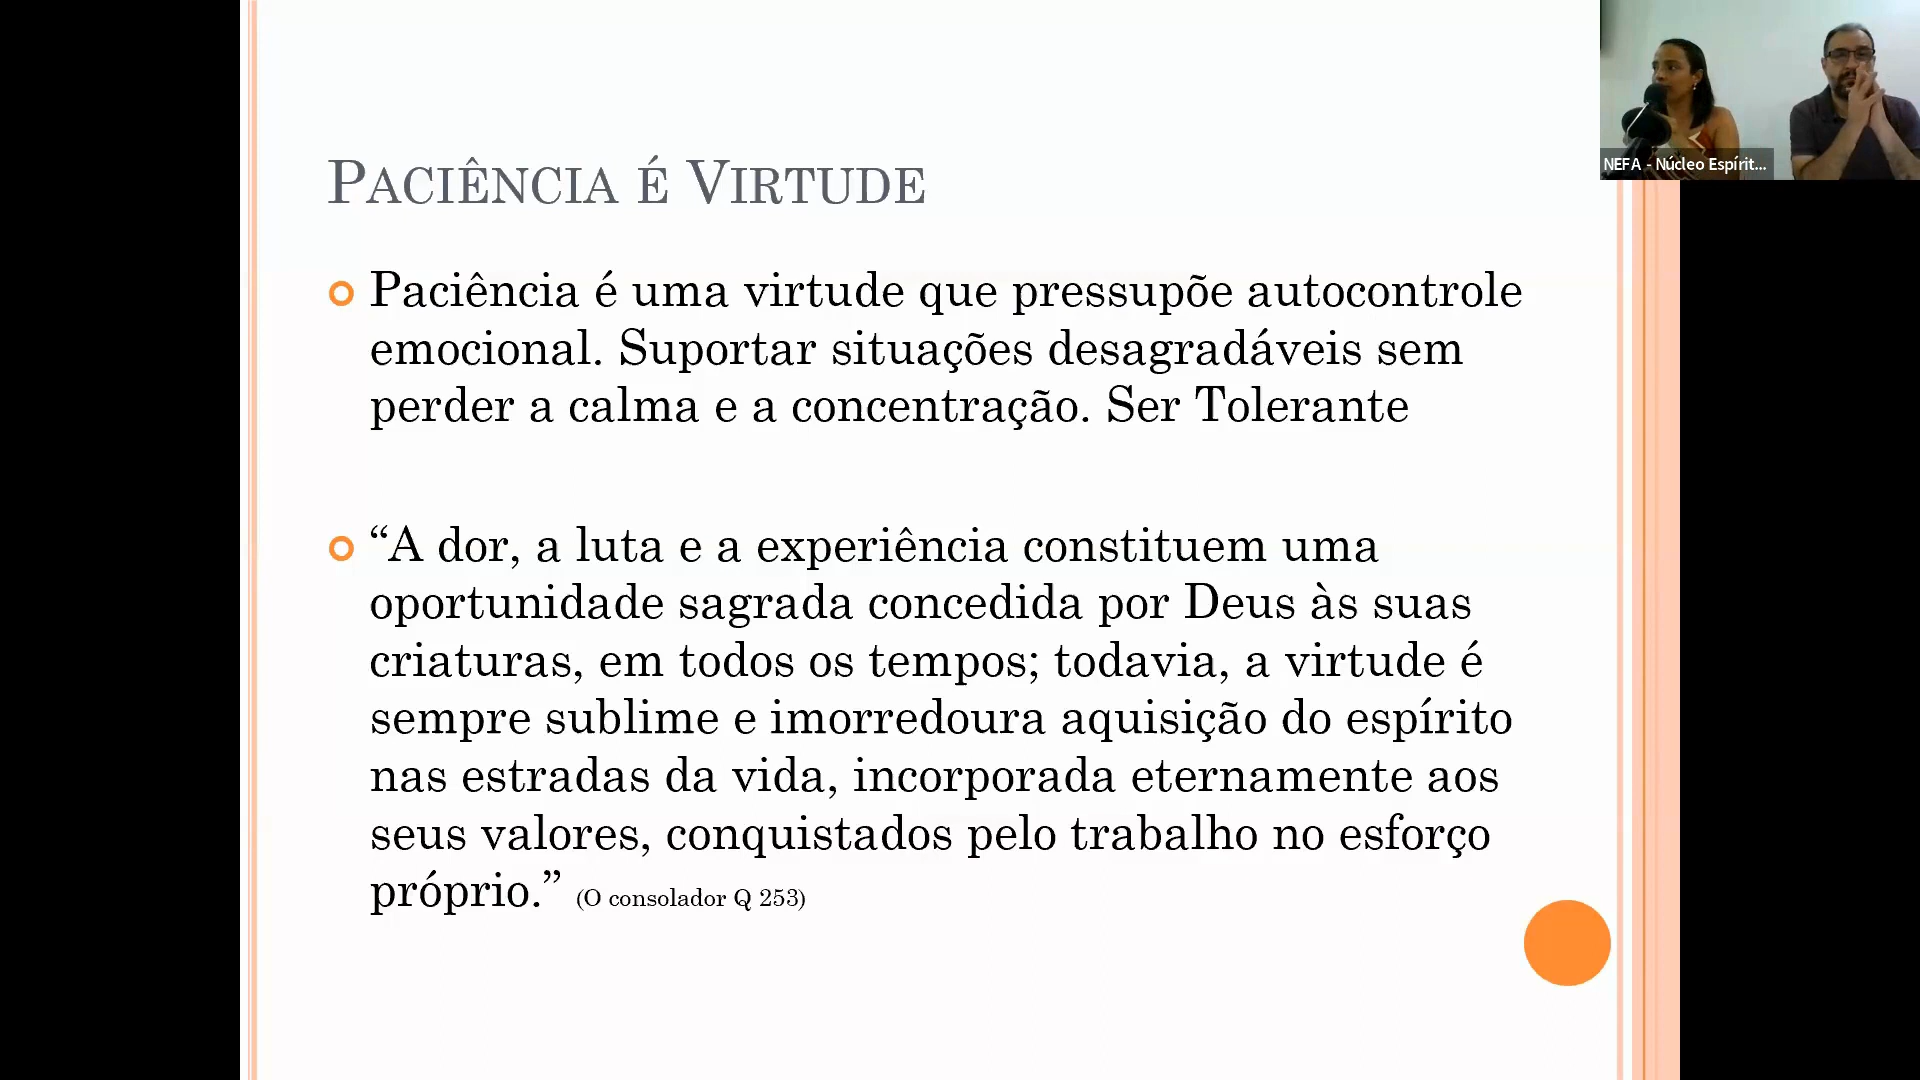 PACIÊNCIA É VIRTUDE
Paciência é uma virtude que pressupõe autocontrole
emocional. Suportar situações desagradáveis sem
perder a calma e a concentração. Ser Tolerante
“A dor, a luta e a experiência constituem uma
oportunidade sagrada concedida por Deus às suas
criaturas, em todos os tempos; todavia, a virtude é
sempre sublime e imorredoura aquisição do espírito
nas estradas da vida, incorporada eternamente aos
seus valores, conquistados pelo trabalho no esforço
próprio.” (O consolador Q 253)
NEFA - Núcleo Espírit...